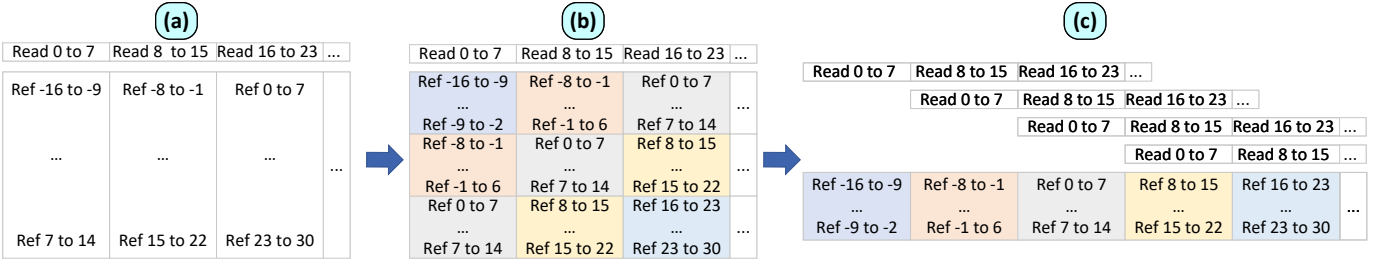 (a)
Read 0 to 7 Read 8 to 15 Read 16 to 23 ...
Ref -16 to -9 Ref -8 to -1 Ref 0 to 7
... ... ... ...
Ref 7 to 14 Ref 15 to 22 Ref 23 to 30
(b)
Read 0 to 7 Read 8 to 15 Read 16 to 23 ...
Ref -16 to -9 Ref -8 to -1 Ref 0 to 7
... ... ... ...
Ref -9 to -2 Ref -1 to 6 Ref 7 to 14
Ref -8 to -1 Ref 0 to 7 Ref 8 to 15
... ... ... ...
Ref -1 to 6 Ref 7 to 14 Ref 15 to 22
Ref 0 to 7 Ref 8 to 15 Ref 16 to 23
... ... ... ...
Ref 7 to 14 Ref 15 to 22 Ref 23 to 30
(c)
Read 0 to 7 Read 8 to 15 Read 16 to 23 ...
Read 0 to 7 Read 8 to 15 Read 16 to 23 ...
Read 0 to 7 Read 8 to 15 Read 16 to 23 ...
Read 0 to 7 Read 8 to 15 ...
Ref -16 to -9 Ref -8 to -1 Ref 0 to 7 Ref 8 to 15 Ref 16 to 23
... ... ... ... ... ...
Ref -9 to -2 Ref -1 to 6 Ref 7 to 14 Ref 15 to 22 Ref 23 to 30